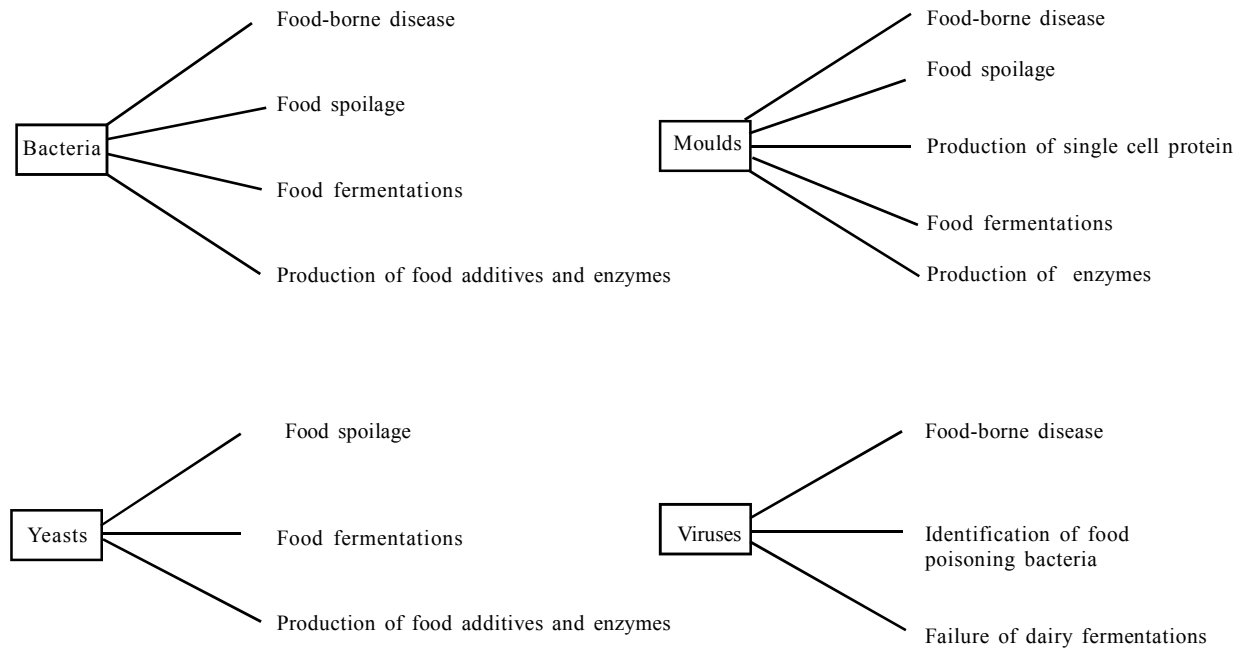 Bacteria
Food-borne disease
Food spoilage
Food fermentations
Production of food additives and enzymes
Moulds
Food-borne disease
Food spoilage
Production of single cell protein
Food fermentations
Production of enzymes
Yeasts
Food spoilage
Food fermentations
Production of food additives and enzymes
Viruses
Food-borne disease
Identification of food
poisoning bacteria
Failure of dairy fermentations